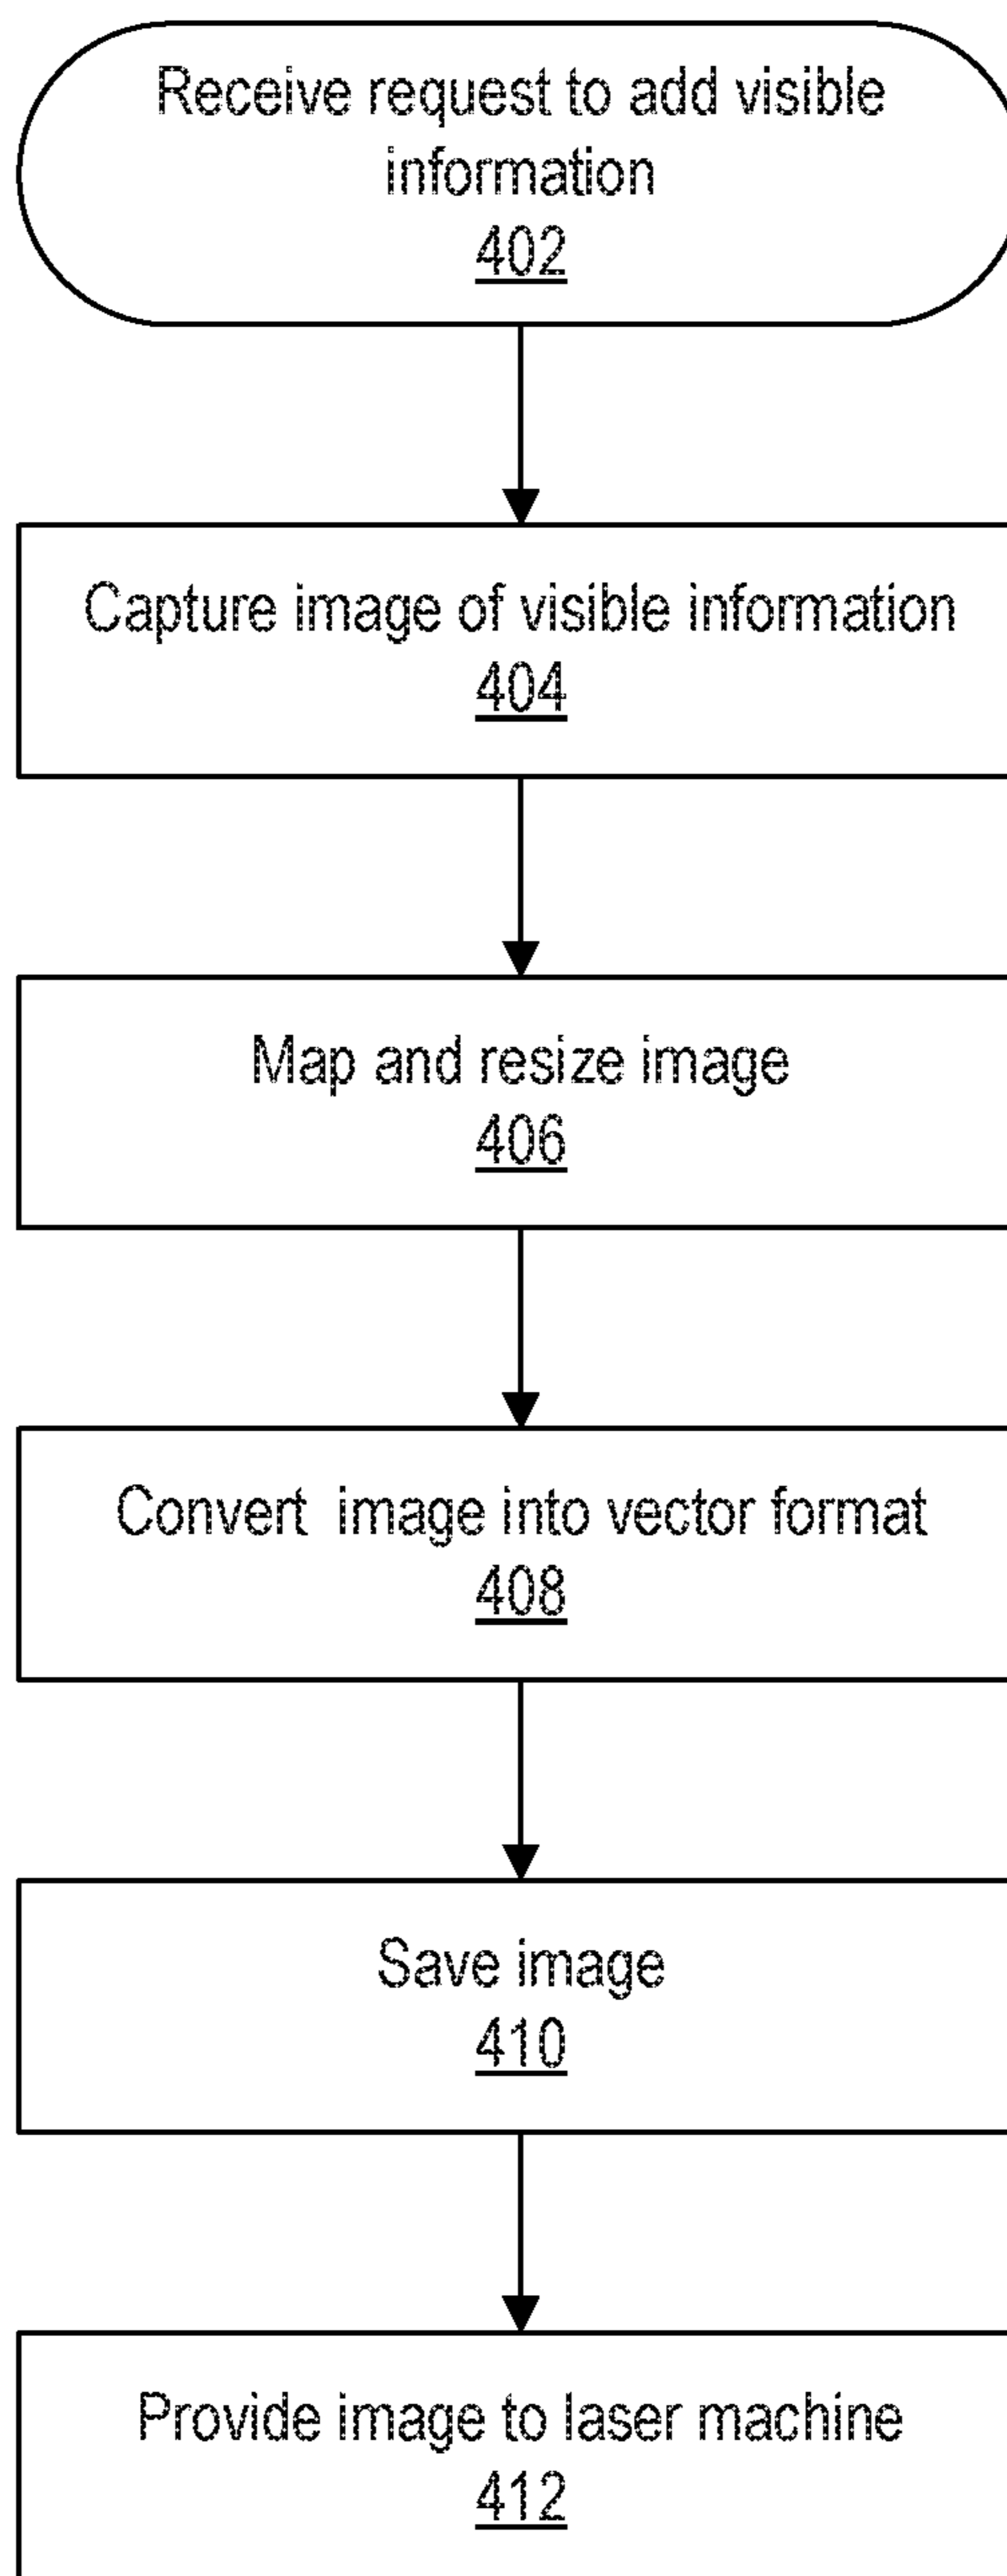 Receive request to add visible
information
402
Capture image of visible information
404
Map and resize image
406
Convert image into vector format
408
Save image
410
Provide image to laser machine
412